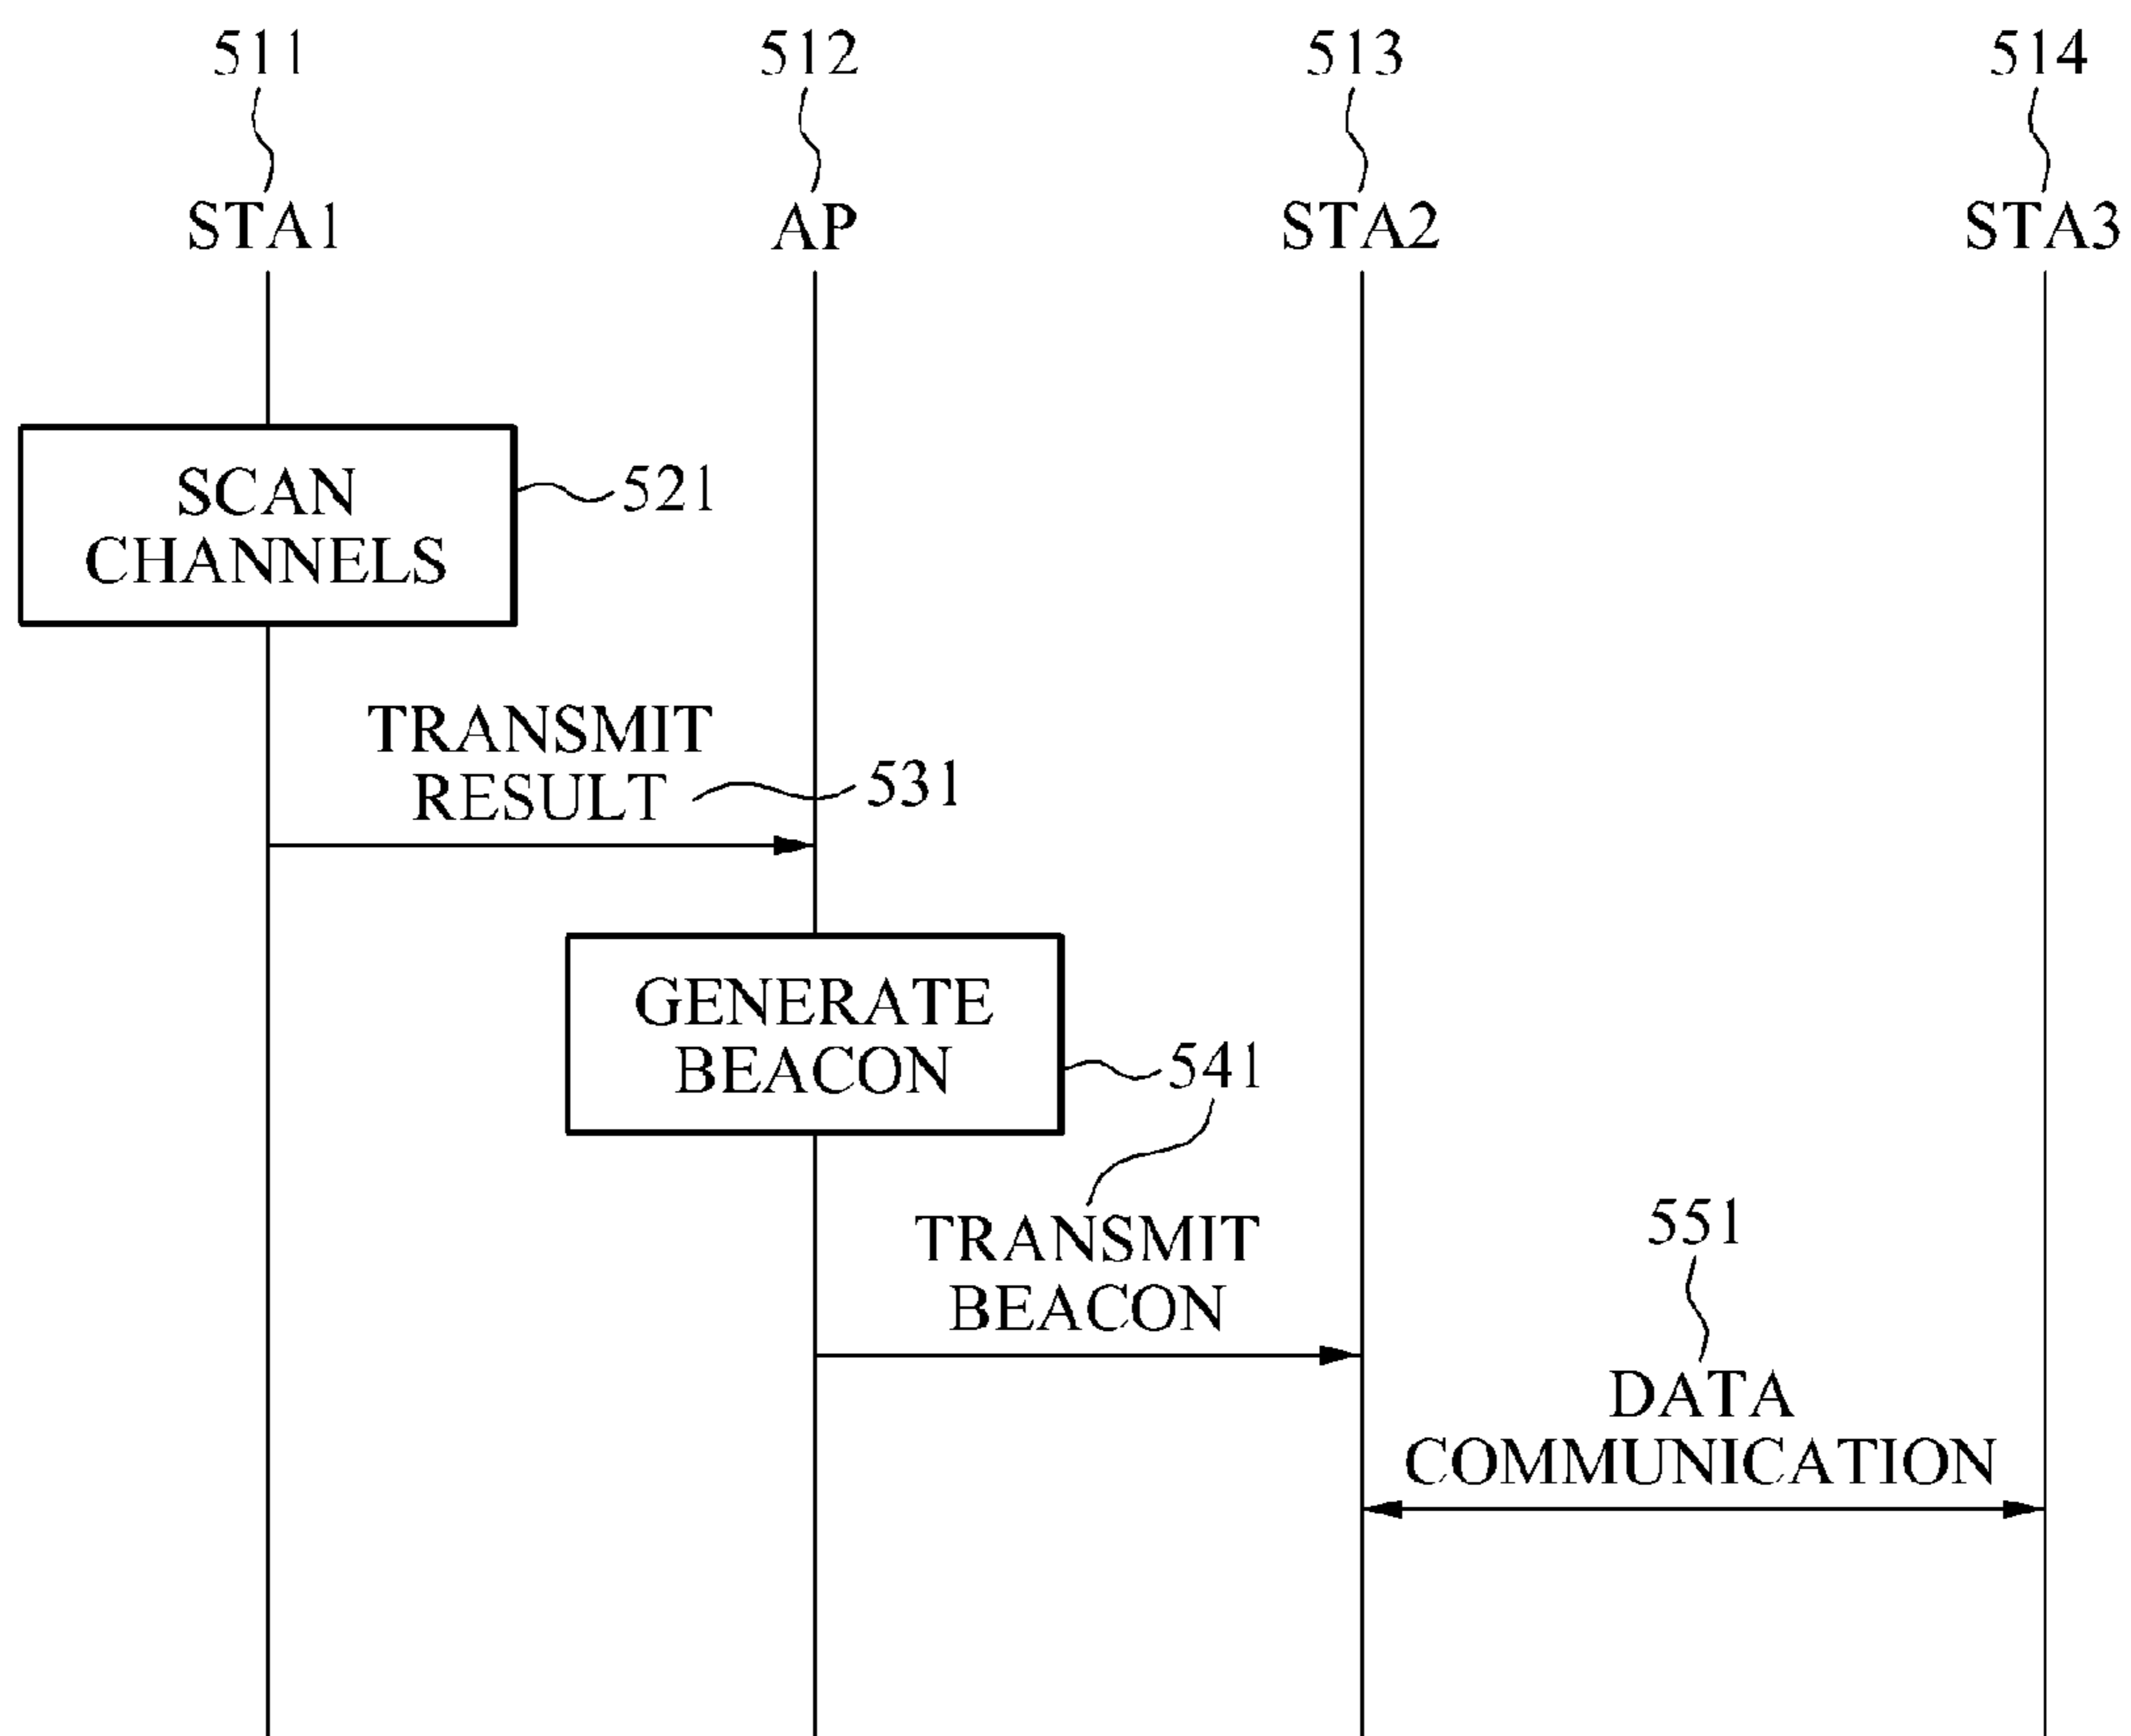 511 512 513 514
STA1 AP STA2 STA3
SCAN
CHANNELS
521
TRANSMIT
RESULT
531
GENERATE
BEACON
541
TRANSMIT
BEACON
551
DATA
COMMUNICATION